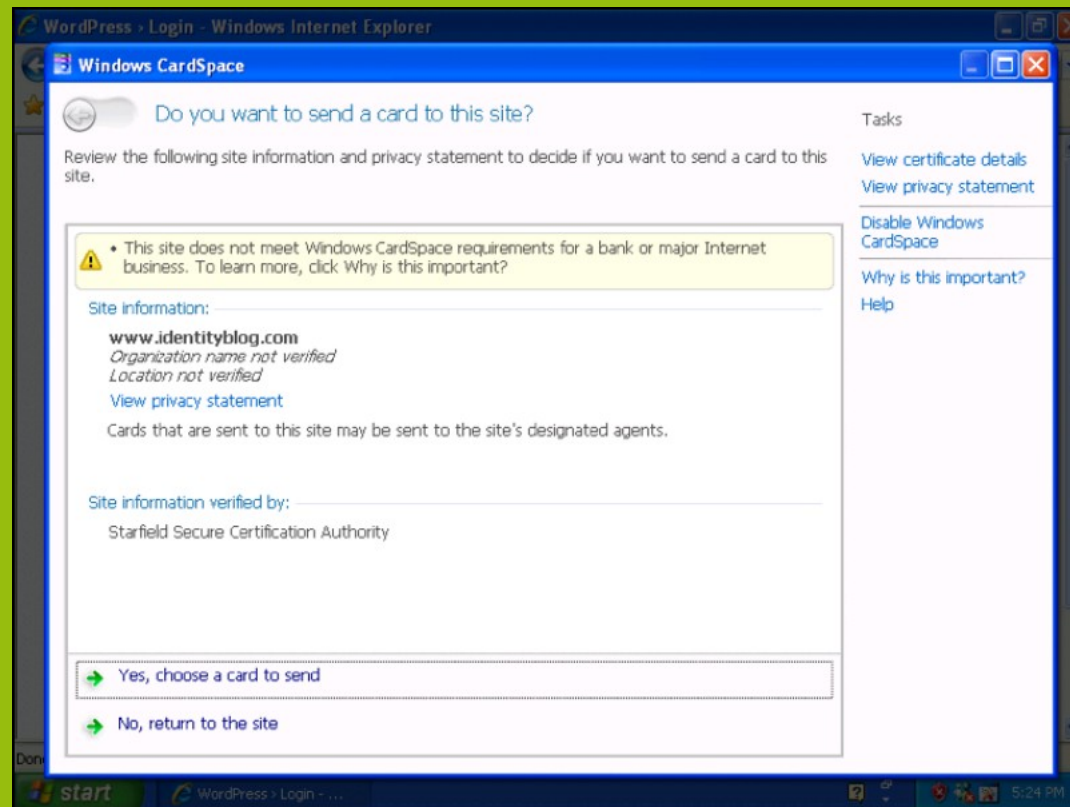 WordPress › Login - Windows Internet Explorer
Windows CardSpace
Do you want to send a card to this site?
Review the following site information and privacy statement to decide if you want to send a card to this
site.
• This site does not meet Windows CardSpace requirements for a bank or major Internet
business. To learn more, click Why is this important?
Site information:
www.identityblog.com
Organization name not verified
Location not verified
View privacy statement
Cards that are sent to this site may be sent to the site's designated agents.
Site information verified by:
Starfield Secure Certification Authority
Yes, choose a card to send
No, return to the site
Tasks
View certificate details
View privacy statement
Disable Windows
CardSpace
Why is this important?
Help
start
WordPress › Login - ...
5:24 PM